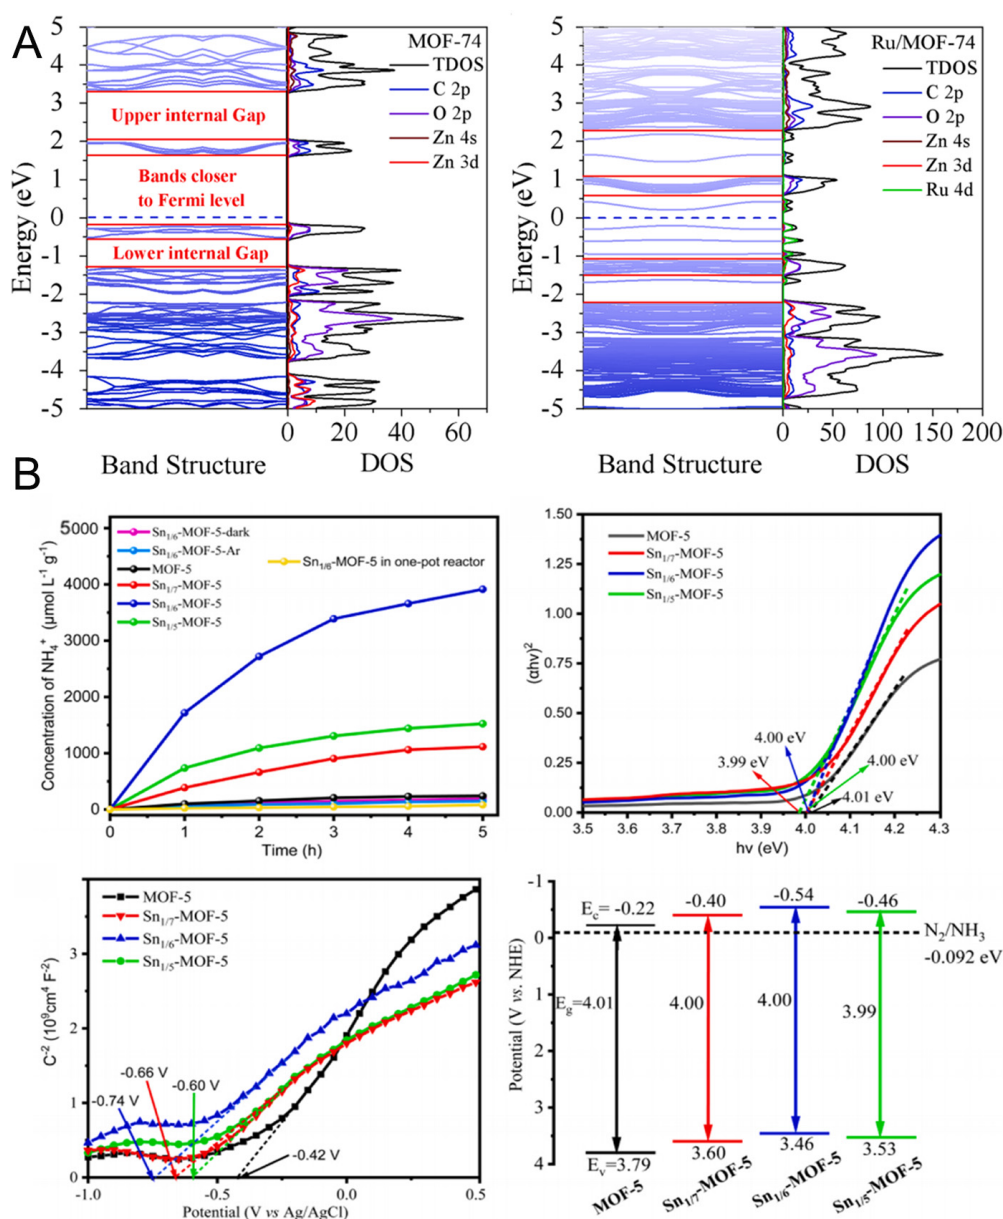 A
MOF-74
TDOS
C 2p
O 2p
Zn 4s
Zn 3d
Upper internal Gap
Bands closer
to Fermi level
Lower internal Gap
Energy (eV)
5
4
3
2
1
0
-1
-2
-3
-4
-5
0 20 40 60
Band Structure
DOS
Ru/MOF-74
TDOS
C 2p
O 2p
Zn 4s
Zn 3d
Ru 4d
Energy (eV)
5
4
3
2
1
0
-1
-2
-3
-4
-5
0 50 100 150 200
Band Structure
DOS
B
Sn1/6-MOF-5-dark
Sn1/6-MOF-5-Ar
MOF-5
Sn1/7-MOF-5
Sn1/6-MOF-5
Sn1/5-MOF-5
Sn1/6-MOF-5 in one-pot reactor
Concentration of NH4+ (μmol L-1 g-1)
5000
4000
3000
2000
1000
0
0 1 2 3 4 5
Time (h)
MOF-5
Sn1/7-MOF-5
Sn1/6-MOF-5
Sn1/5-MOF-5
(αhν)2
1.50
1.25
1.00
0.75
0.50
0.25
0.00
4.00 eV
3.99 eV
4.00 eV
4.01 eV
3.5 3.6 3.7 3.8 3.9 4.0 4.1 4.2 4.3
hν (eV)
MOF-5
Sn1/7-MOF-5
Sn1/6-MOF-5
Sn1/5-MOF-5
C-2 (109cm4 F-2)
3
2
1
0
-0.66 V
-0.60 V
-0.74 V
-0.42 V
-1.0 -0.5 0.0 0.5
Potential (V vs Ag/AgCl)
Potential (V vs. NHE)
-1
0
1
2
3
4
Ec= -0.22
-0.40
-0.54
-0.46
N2/NH3
-0.092 eV
Eg=4.01
4.00
4.00
3.99
Ev=3.79
3.60
3.46
3.53
MOF-5
Sn1/7-MOF-5
Sn1/6-MOF-5
Sn1/5-MOF-5